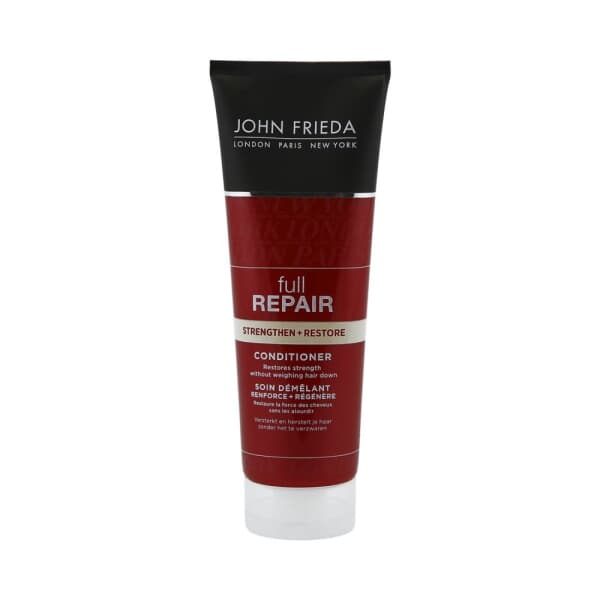 JOHN FRIEDA
LONDON PARIS NEW YORK
full
REPAIR
STRENGTHEN + RESTORE
CONDITIONER
Restores strength
without weighing hair down
SOIN DÉMÊLANT
RENFORCE + RÉGÉNÈRE
Restaure la force des cheveux
sans les alourdir
Versterkt en herstelt je haar
zonder het te verzwaren